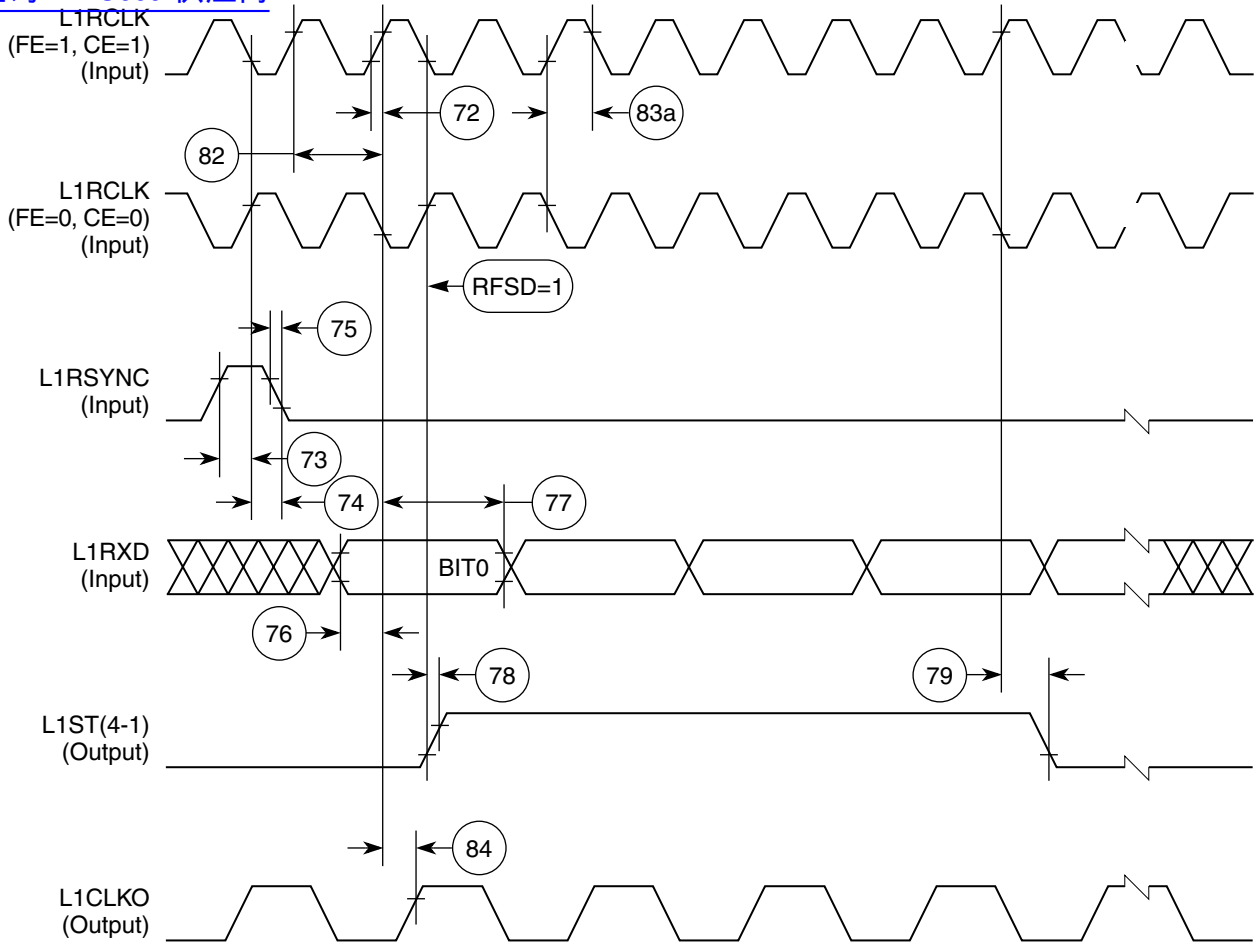 L1RCLK
(FE=1, CE=1)
(Input)
72
83a
82
L1RCLK
(FE=0, CE=0)
(Input)
RFSD=1
75
L1RSYNC
(Input)
73
74
77
L1RXD
(Input)
BIT0
76
78
79
L1ST(4-1)
(Output)
84
L1CLKO
(Output)